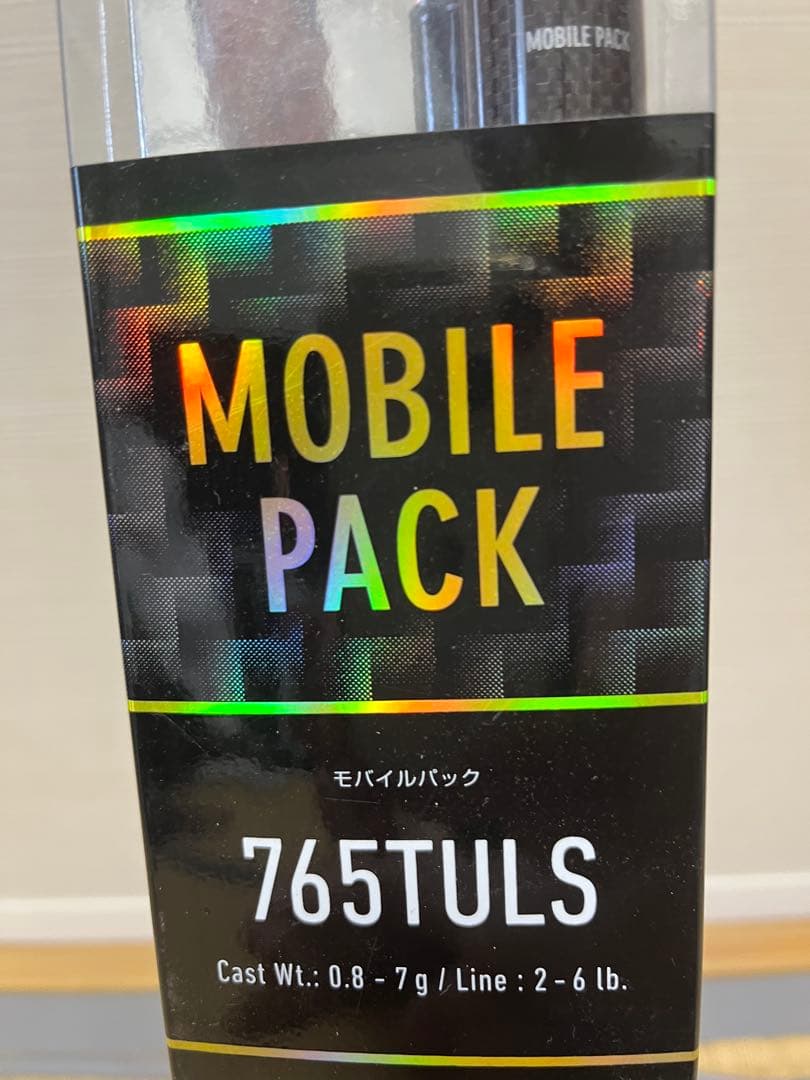 MOBILE PACK
MOBILE
PACK
モバイルパック
765TULS
Cast Wt.: 0.8 - 7 g / Line : 2 - 6 lb.